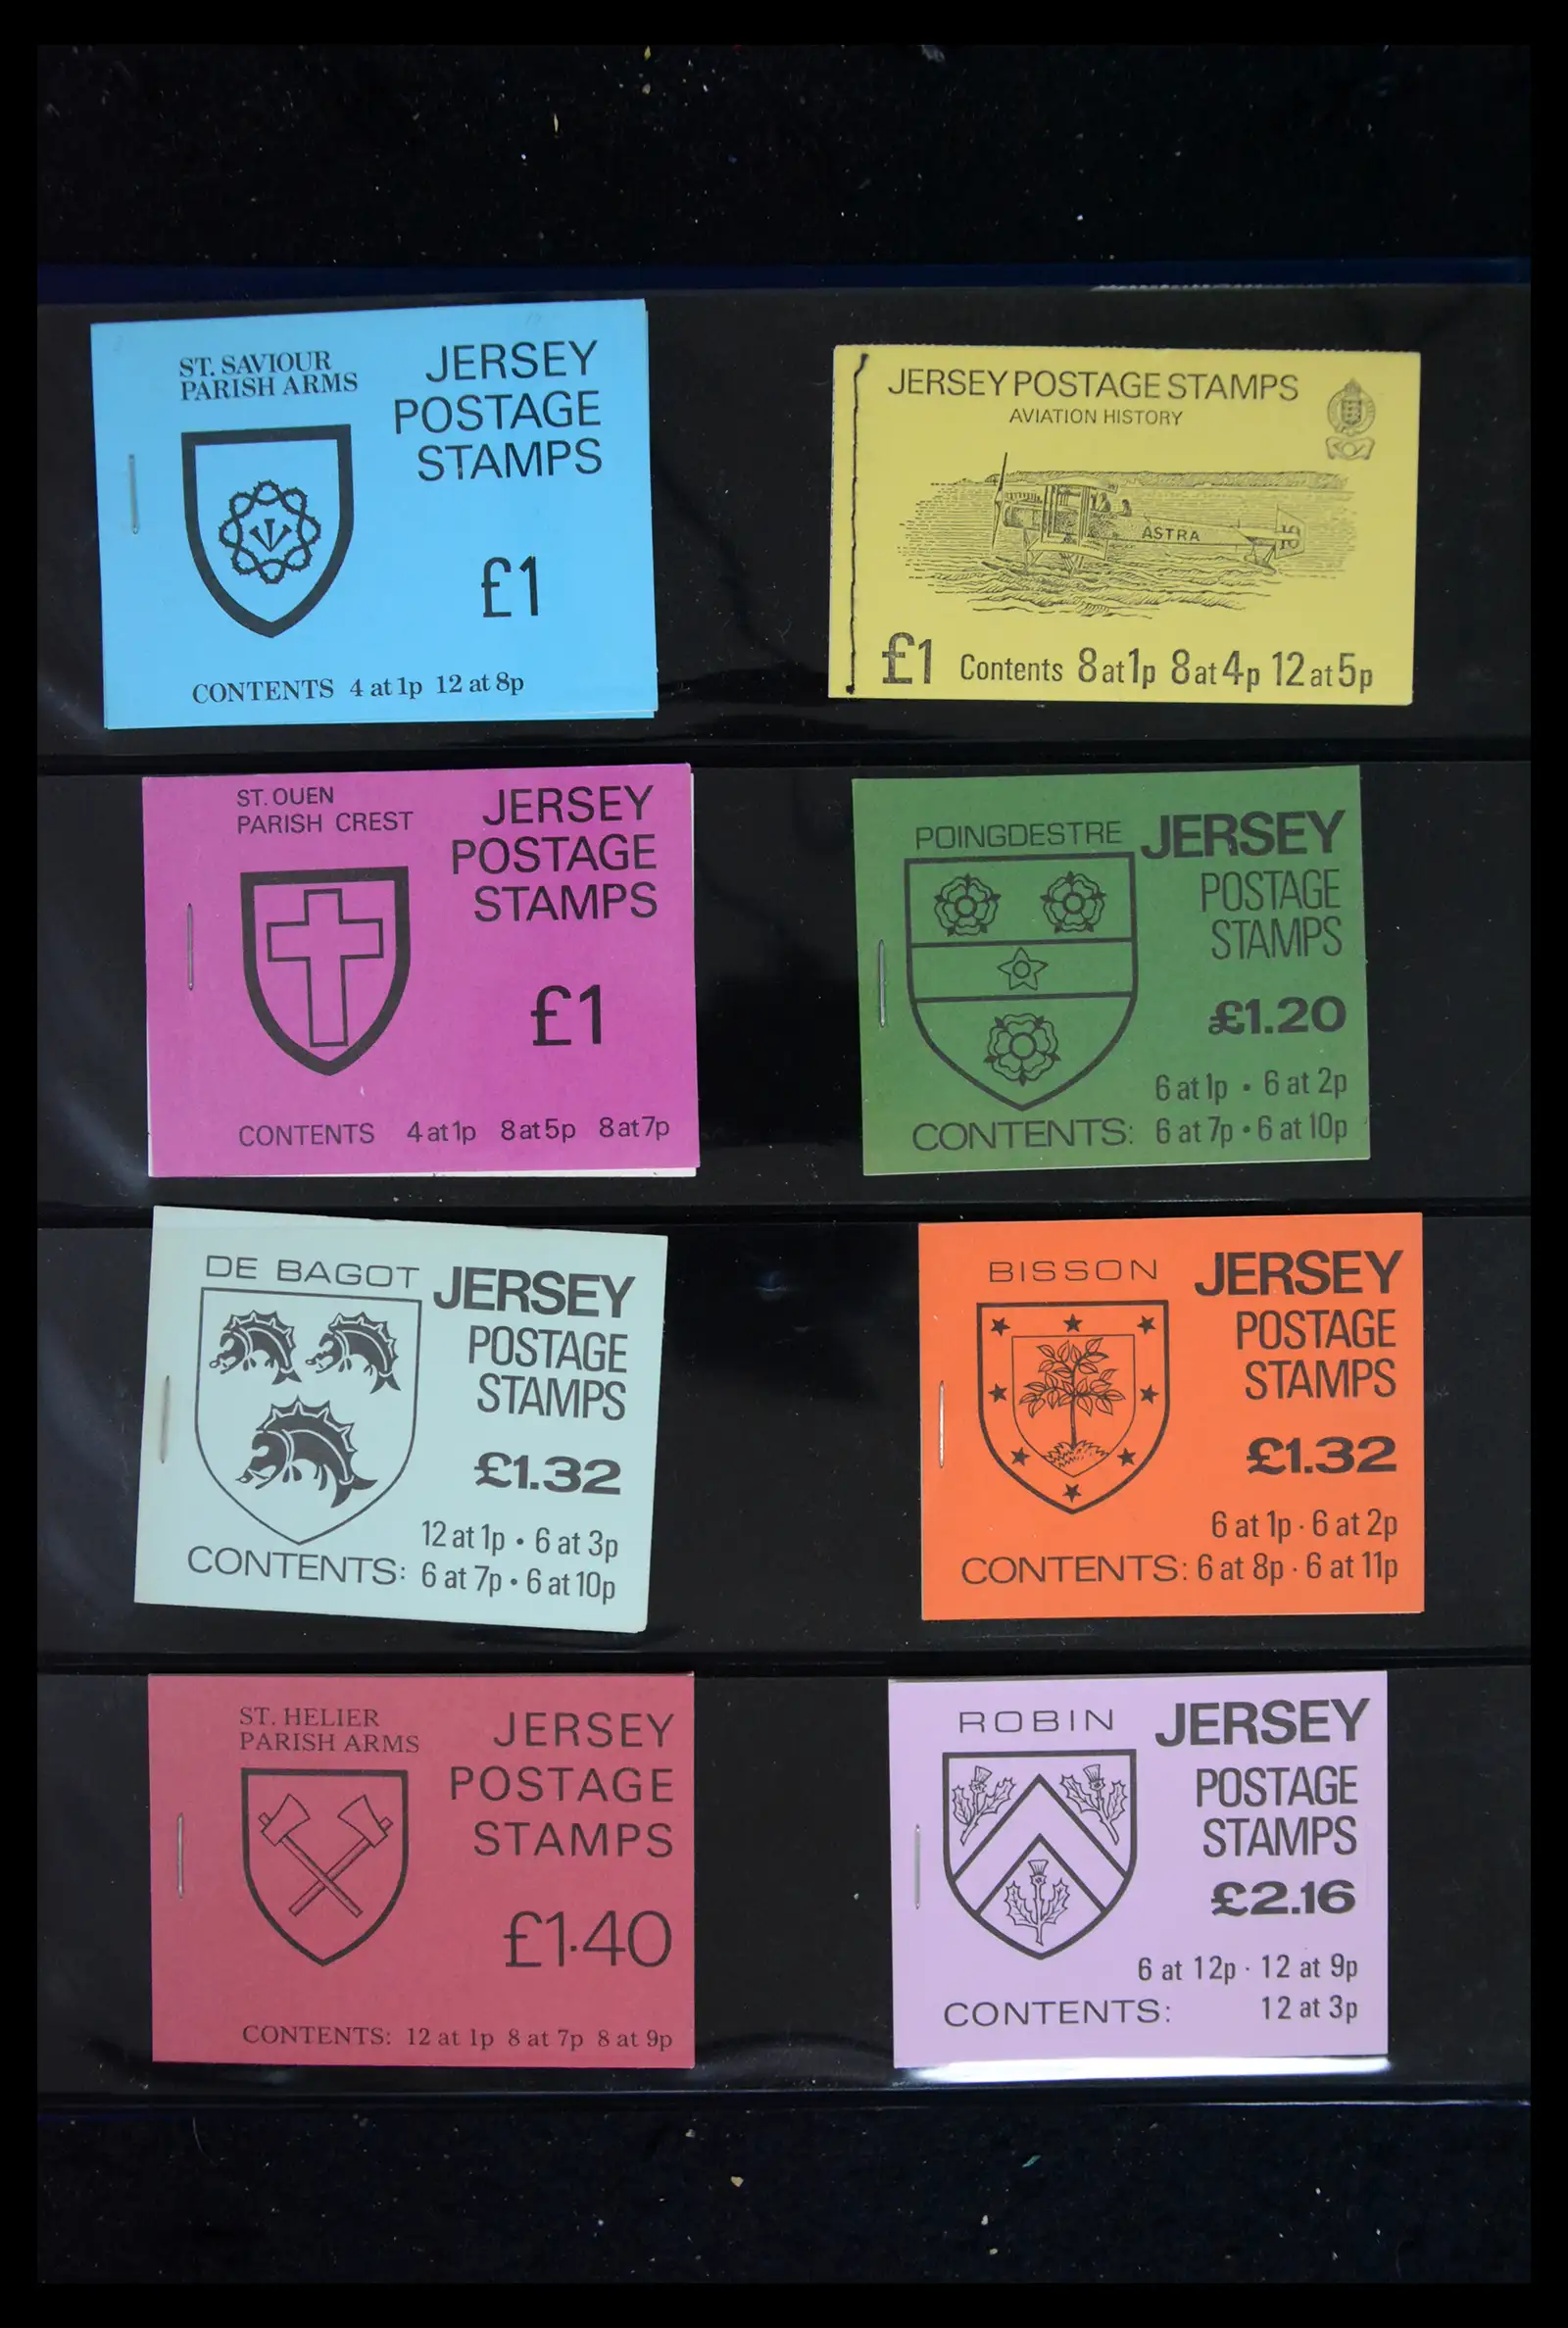 ST. SAVIOUR
PARISH ARMS
JERSEY
POSTAGE
STAMPS
£1
CONTENTS 4 at 1p 12 at 8p
JERSEY POSTAGE STAMPS
AVIATION HISTORY
ASTRA
£1 Contents 8 at 1p 8 at 4p 12 at 5p
ST. OUEN
PARISH CREST
JERSEY
POSTAGE
STAMPS
£1
CONTENTS 4 at 1p 8 at 5p 8 at 7p
POINGDESTRE
JERSEY
POSTAGE
STAMPS
£1.20
6 at 1p • 6 at 2p
CONTENTS: 6 at 7p • 6 at 10p
DE BAGOT
JERSEY
POSTAGE
STAMPS
£1.32
12 at 1p • 6 at 3p
CONTENTS: 6 at 7p • 6 at 10p
BISSON
JERSEY
POSTAGE
STAMPS
£1.32
6 at 1p · 6 at 2p
CONTENTS: 6 at 8p · 6 at 11p
ST. HELIER
PARISH ARMS
JERSEY
POSTAGE
STAMPS
£1·40
CONTENTS: 12 at 1p 8 at 7p 8 at 9p
ROBIN
JERSEY
POSTAGE
STAMPS
£2.16
6 at 12p · 12 at 9p
CONTENTS: 12 at 3p